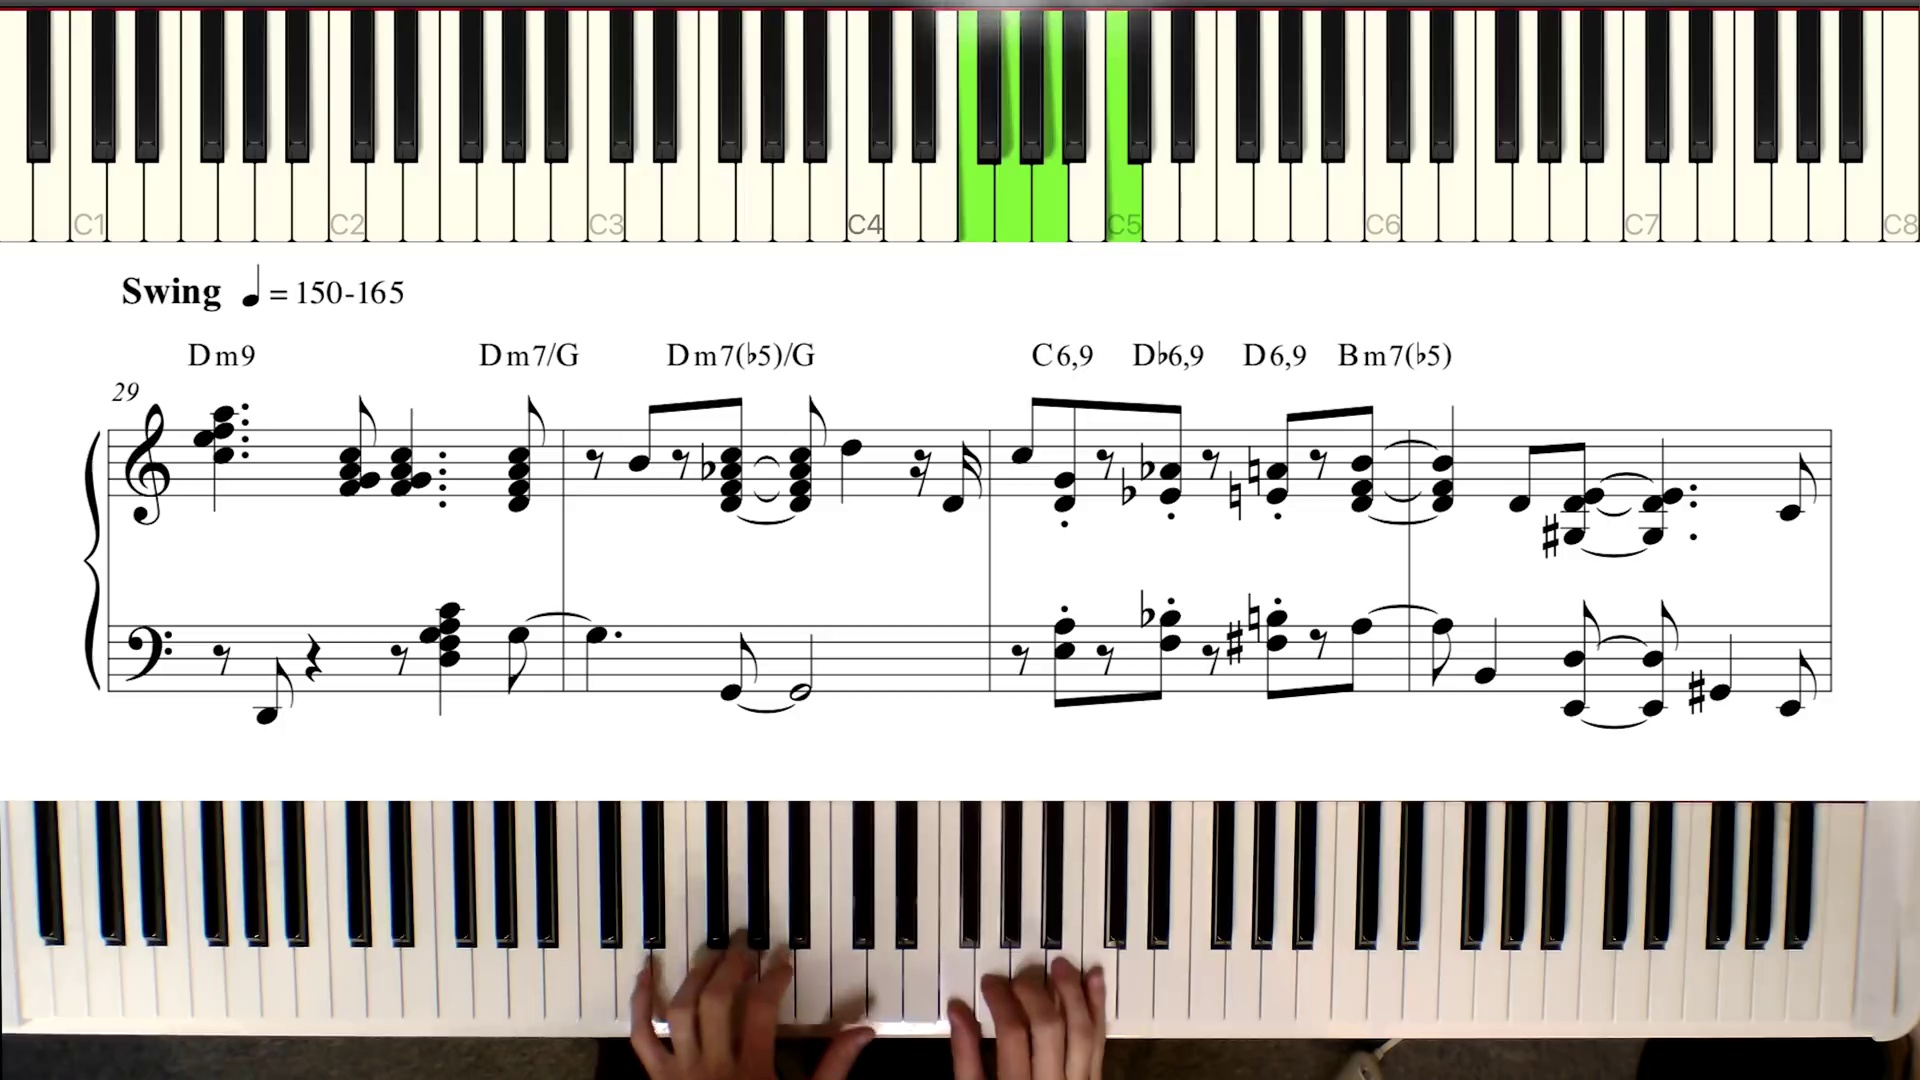 C1 C2 C3 C4 C5 C6 C7 C8
Swing ♩ = 150-165
Dm9 Dm7/G Dm7(♭5)/G C6,9 D♭6,9 D6,9 Bm7(♭5)
29